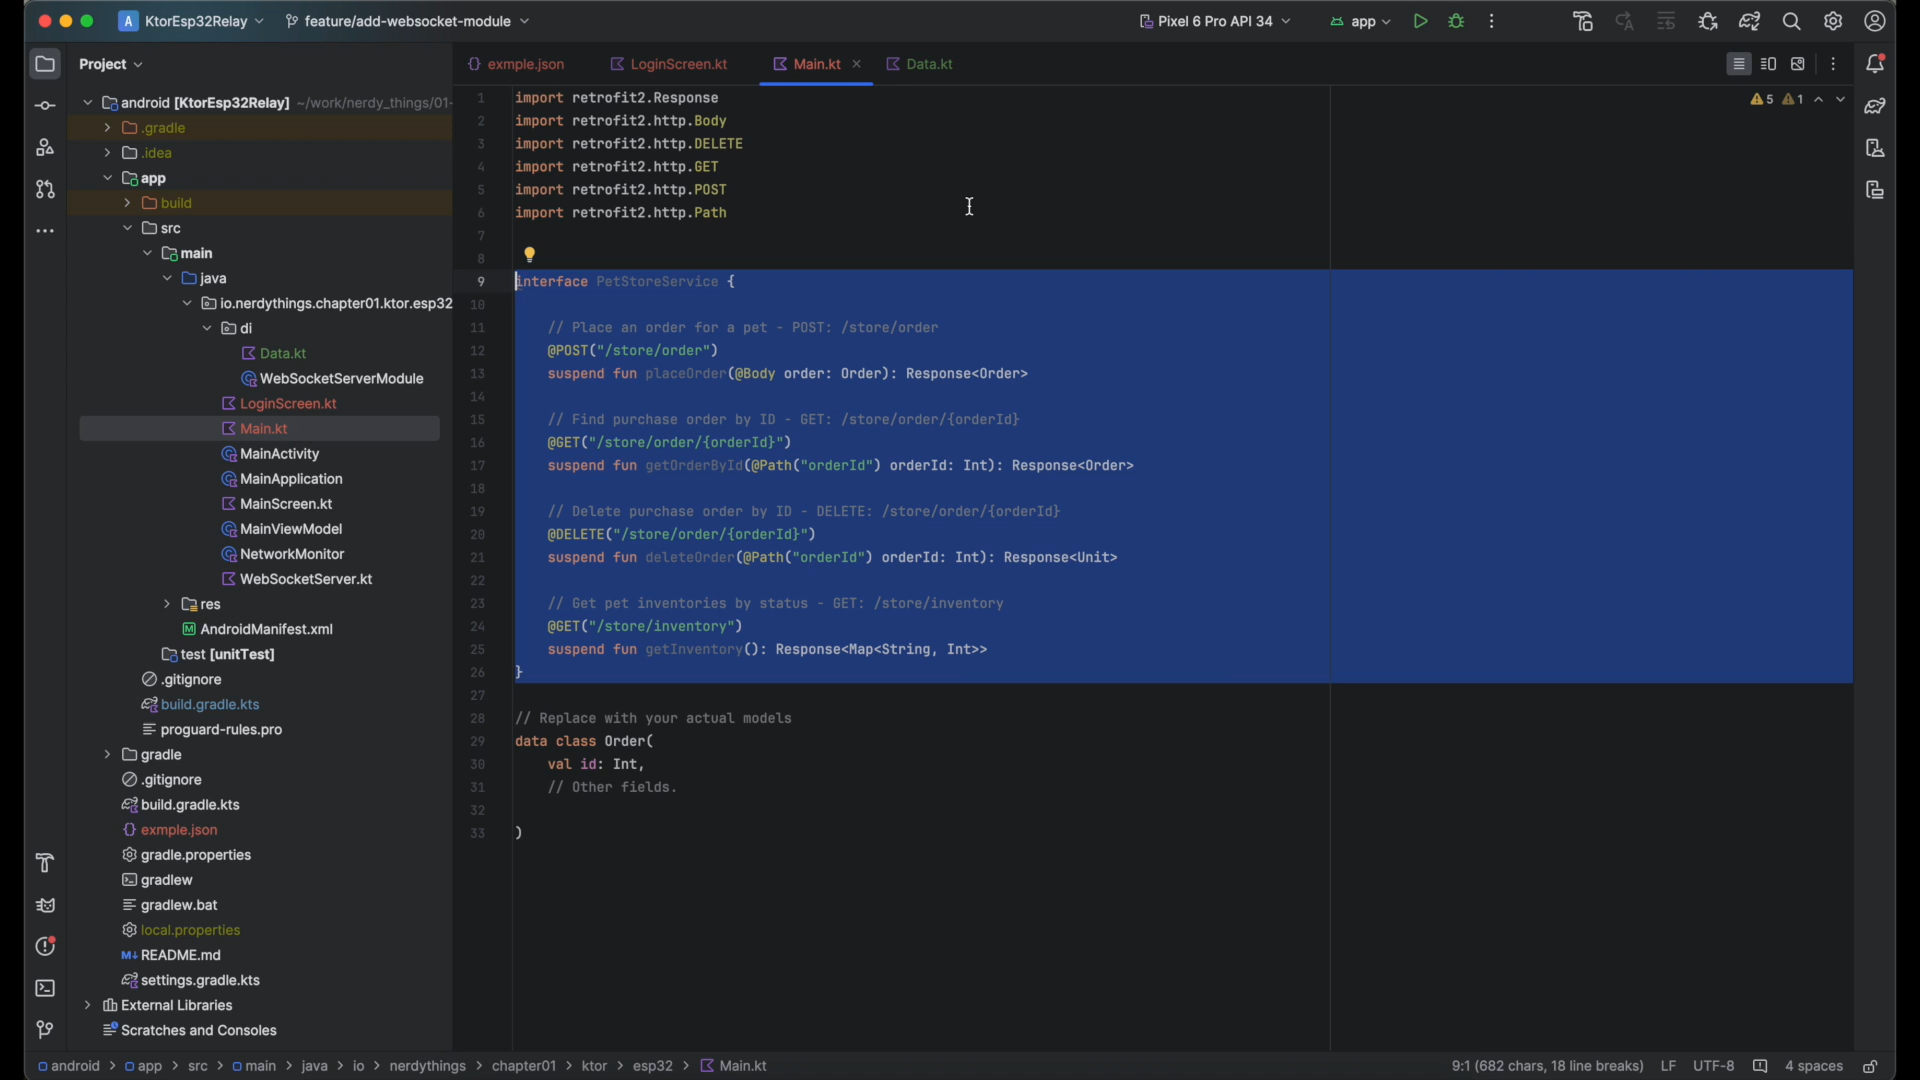 A KtorEsp32Relay feature/add-websocket-module Pixel 6 Pro API 34 app
Project
exmple.json LoginScreen.kt Main.kt Data.kt
android [KtorEsp32Relay] ~/work/nerdy_things/01-
.gradle
.idea
app
build
src
main
java
io.nerdythings.chapter01.ktor.esp32
di
Data.kt
WebSocketServerModule
LoginScreen.kt
Main.kt
MainActivity
MainApplication
MainScreen.kt
MainViewModel
NetworkMonitor
WebSocketServer.kt
res
AndroidManifest.xml
test [unitTest]
.gitignore
build.gradle.kts
proguard-rules.pro
gradle
.gitignore
build.gradle.kts
exmple.json
gradle.properties
gradlew
gradlew.bat
local.properties
README.md
settings.gradle.kts
External Libraries
Scratches and Consoles
5 1
1 import retrofit2.Response
2 import retrofit2.http.Body
3 import retrofit2.http.DELETE
4 import retrofit2.http.GET
5 import retrofit2.http.POST
6 import retrofit2.http.Path
7
8
9 interface PetStoreService {
10
11 // Place an order for a pet - POST: /store/order
12 @POST("/store/order")
13 suspend fun placeOrder(@Body order: Order): Response<Order>
14
15 // Find purchase order by ID - GET: /store/order/{orderId}
16 @GET("/store/order/{orderId}")
17 suspend fun getOrderById(@Path("orderId") orderId: Int): Response<Order>
18
19 // Delete purchase order by ID - DELETE: /store/order/{orderId}
20 @DELETE("/store/order/{orderId}")
21 suspend fun deleteOrder(@Path("orderId") orderId: Int): Response<Unit>
22
23 // Get pet inventories by status - GET: /store/inventory
24 @GET("/store/inventory")
25 suspend fun getInventory(): Response<Map<String, Int>>
26 }
27
28 // Replace with your actual models
29 data class Order(
30 val id: Int,
31 // Other fields.
32
33 )
android > app > src > main > java > io > nerdythings > chapter01 > ktor > esp32 > Main.kt
9:1 (682 chars, 18 line breaks) LF UTF-8 4 spaces